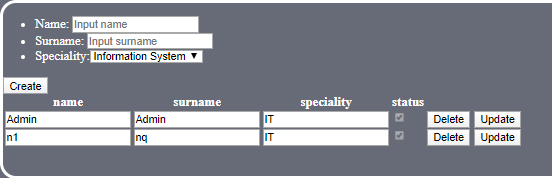 Name: Input name
Surname: Input surname
Speciality: Information System
Create
name surname speciality status
Admin Admin IT Delete Update
n1 nq IT Delete Update